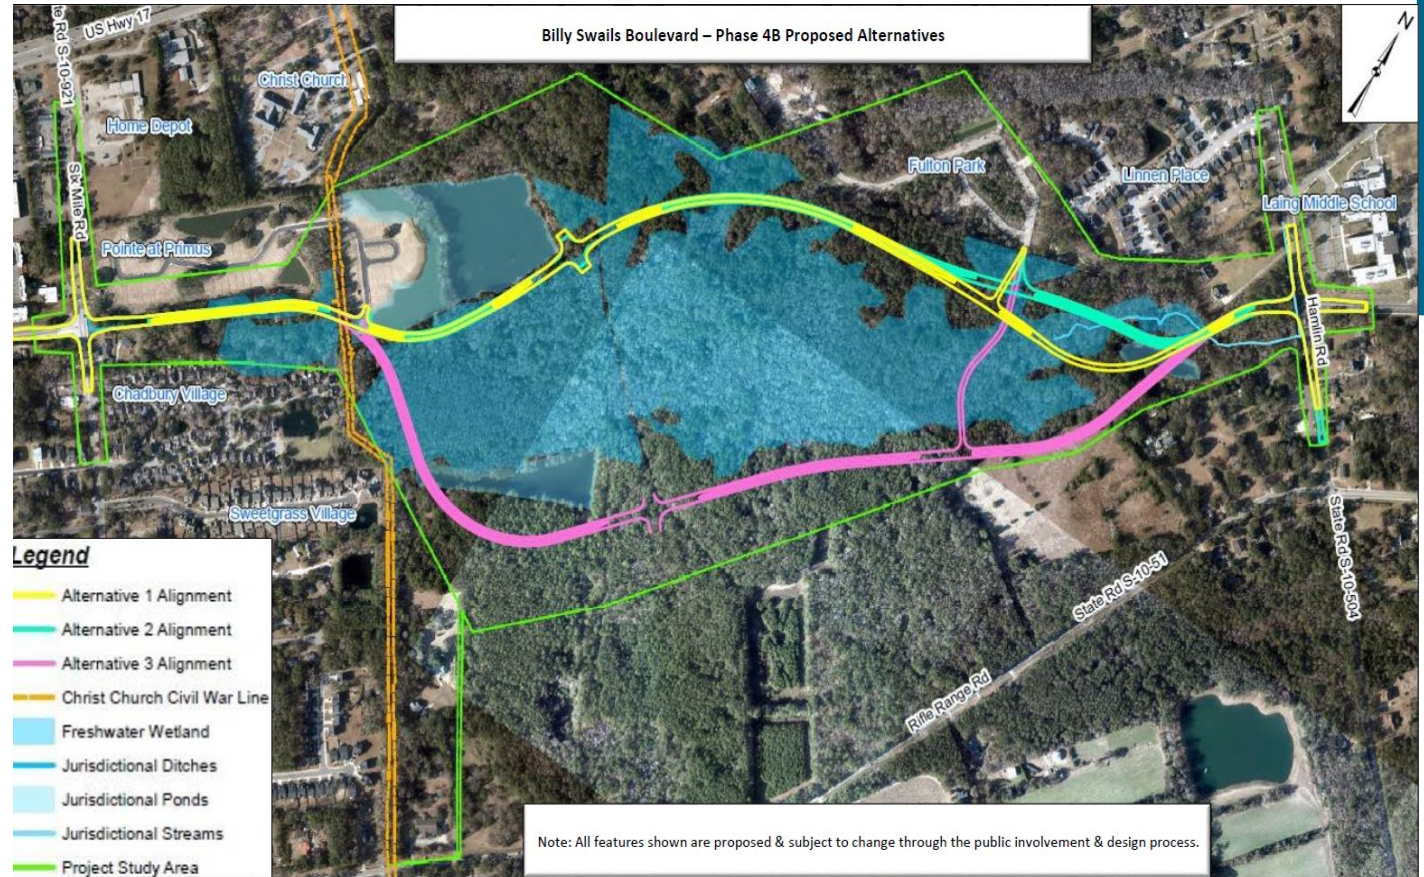 Billy Swails Boulevard – Phase 4B Proposed Alternatives
N
US Hwy 17
te Rd S-10-921
Christ Church
Home Depot
Six Mile Rd
Fulton Park
Linnen Place
Laing Middle School
Pointe at Primus
Hamlin Rd
Chadbury Village
Sweetgrass Village
State Rd S-10-504
State Rd S-10-51
Rifle Range Rd
Legend
Alternative 1 Alignment
Alternative 2 Alignment
Alternative 3 Alignment
Christ Church Civil War Line
Freshwater Wetland
Jurisdictional Ditches
Jurisdictional Ponds
Jurisdictional Streams
Project Study Area
Note: All features shown are proposed & subject to change through the public involvement & design process.